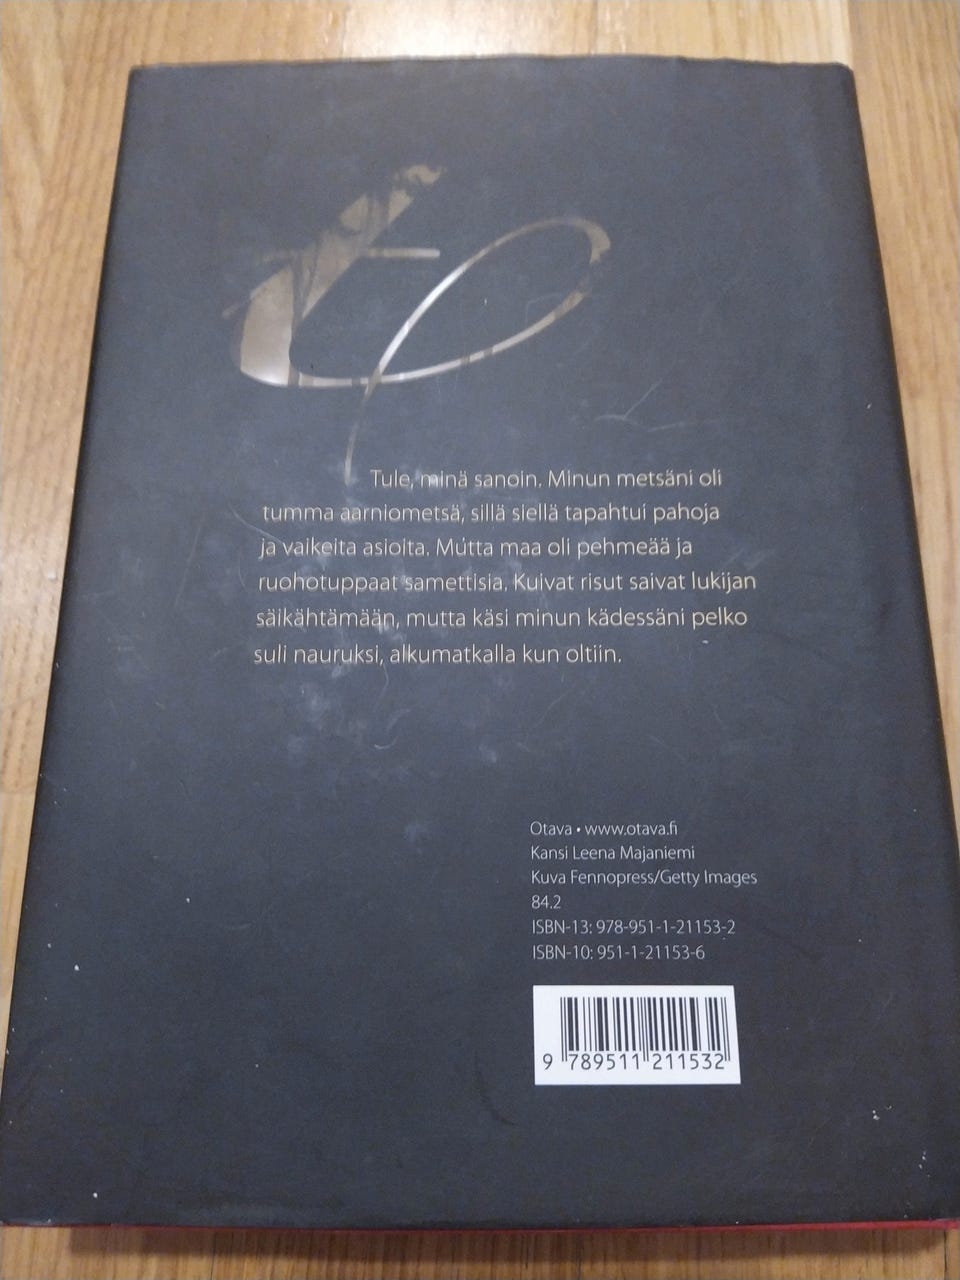 Tule, minä sanoin. Minun metsäni oli
tumma aarniometsä, sillä siellä tapahtui pahoja
ja vaikeita asioita. Mutta maa oli pehmeää ja
ruohotuppaat samettisia. Kuivat risut saivat lukijan
säikähtämään, mutta käsi minun kädessäni pelko
suli nauruksi, alkumatkalla kun oltiin.
Otava • www.otava.fi
Kansi Leena Majaniemi
Kuva Fennopress/Getty Images
84.2
ISBN-13: 978-951-1-21153-2
ISBN-10: 951-1-21153-6
9 789511 211532